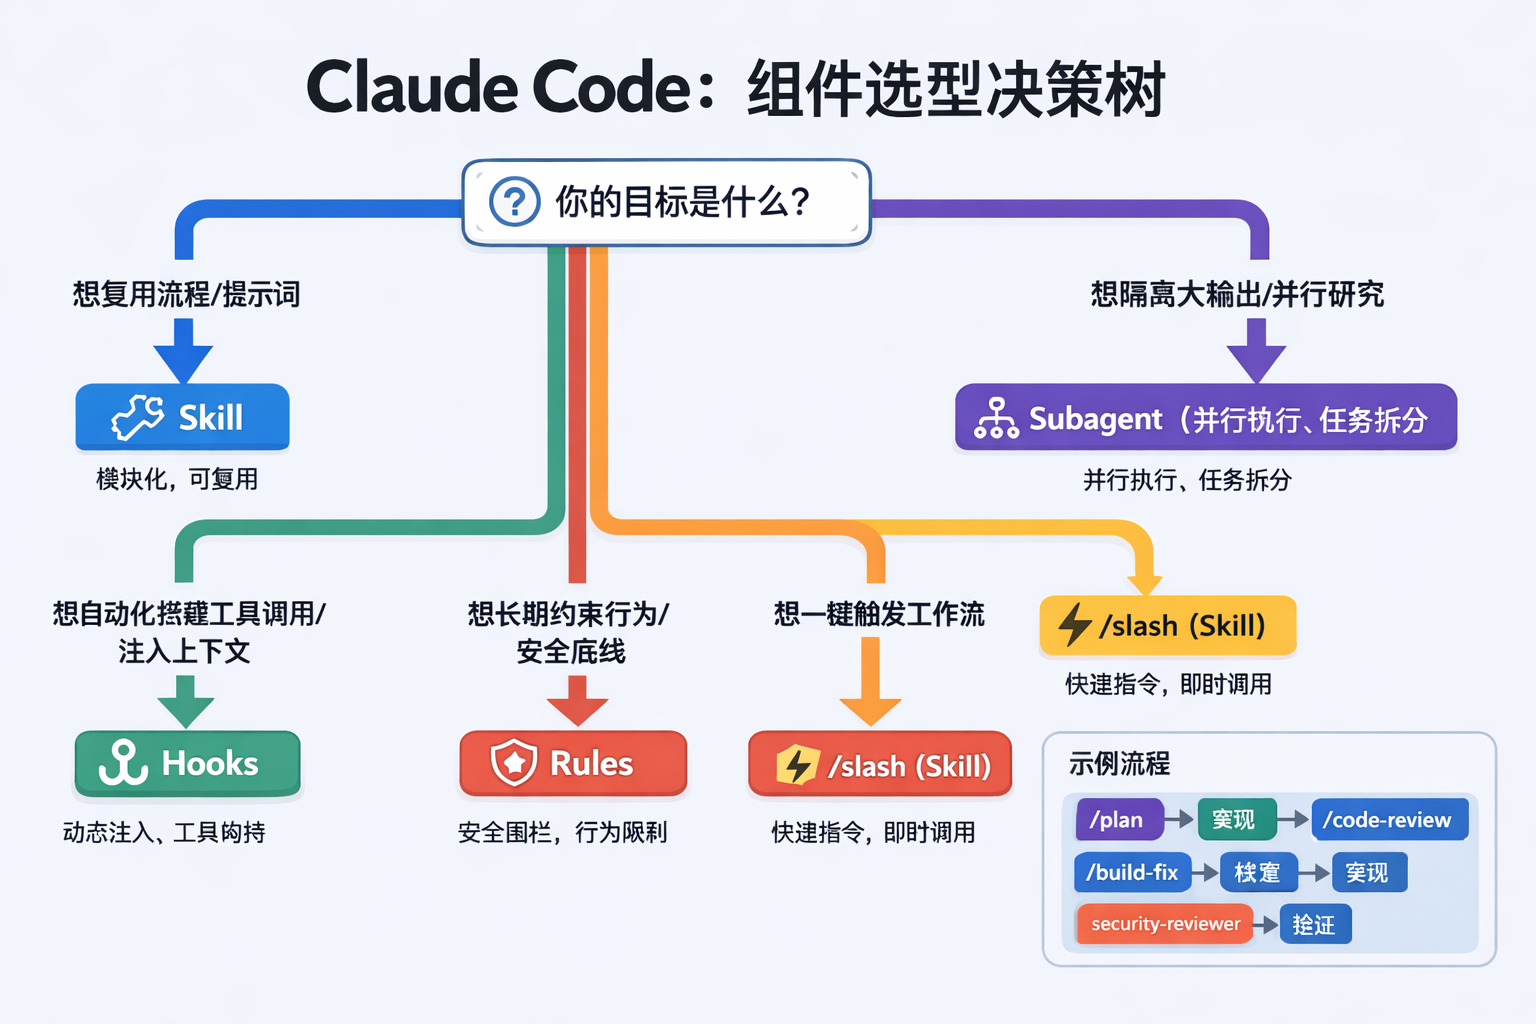 Claude Code：组件选型决策树
你的目标是什么？
想复用流程/提示词
Skill
模块化，可复用
想隔离大输出/并行研究
Subagent（并行执行、任务拆分
并行执行、任务拆分
想自动化搭建工具调用/
注入上下文
Hooks
动态注入、工具
想长期约束行为/
安全底线
Rules
安全围栏，行为限制
想一键触发工作流
/slash (Skill)
快速指令，即时调用
/slash (Skill)
快速指令，即时调用
示例流程
/plan
实现
/code-review
/build-fix
实现
security-reviewer
验证